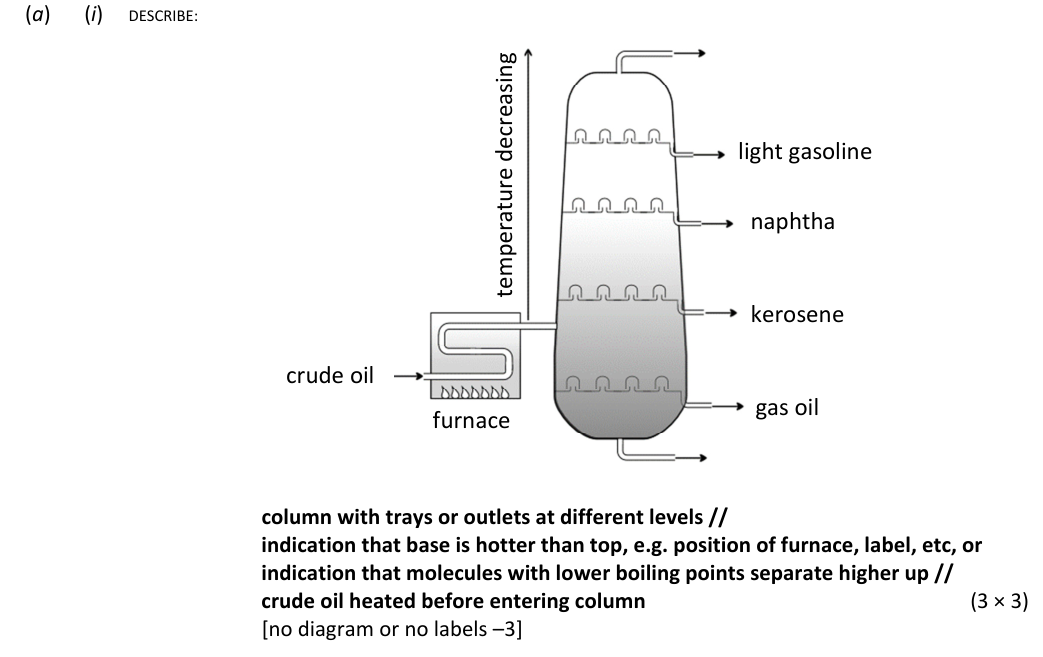 (a) (i) DESCRIBE:
temperature decreasing
light gasoline
naphtha
kerosene
crude oil
furnace
gas oil
column with trays or outlets at different levels //
indication that base is hotter than top, e.g. position of furnace, label, etc, or
indication that molecules with lower boiling points separate higher up //
crude oil heated before entering column (3 × 3)
[no diagram or no labels –3]